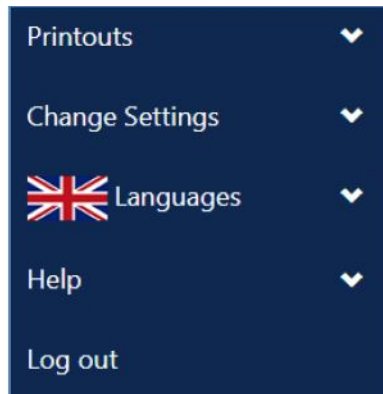 Printouts
Change Settings
Languages
Help
Log out